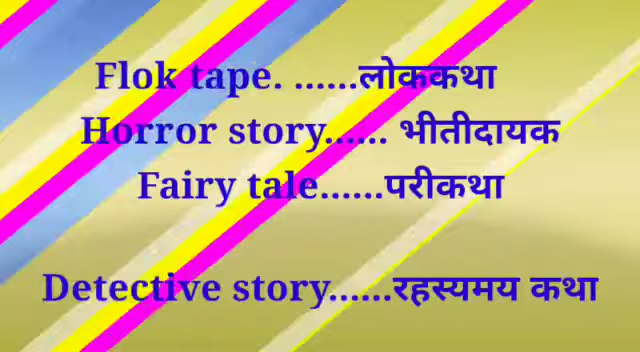 Flok tape. ......लोककथा
Horror story...... भीतीदायक
Fairy tale......परीकथा
Detective story......रहस्यमय कथा